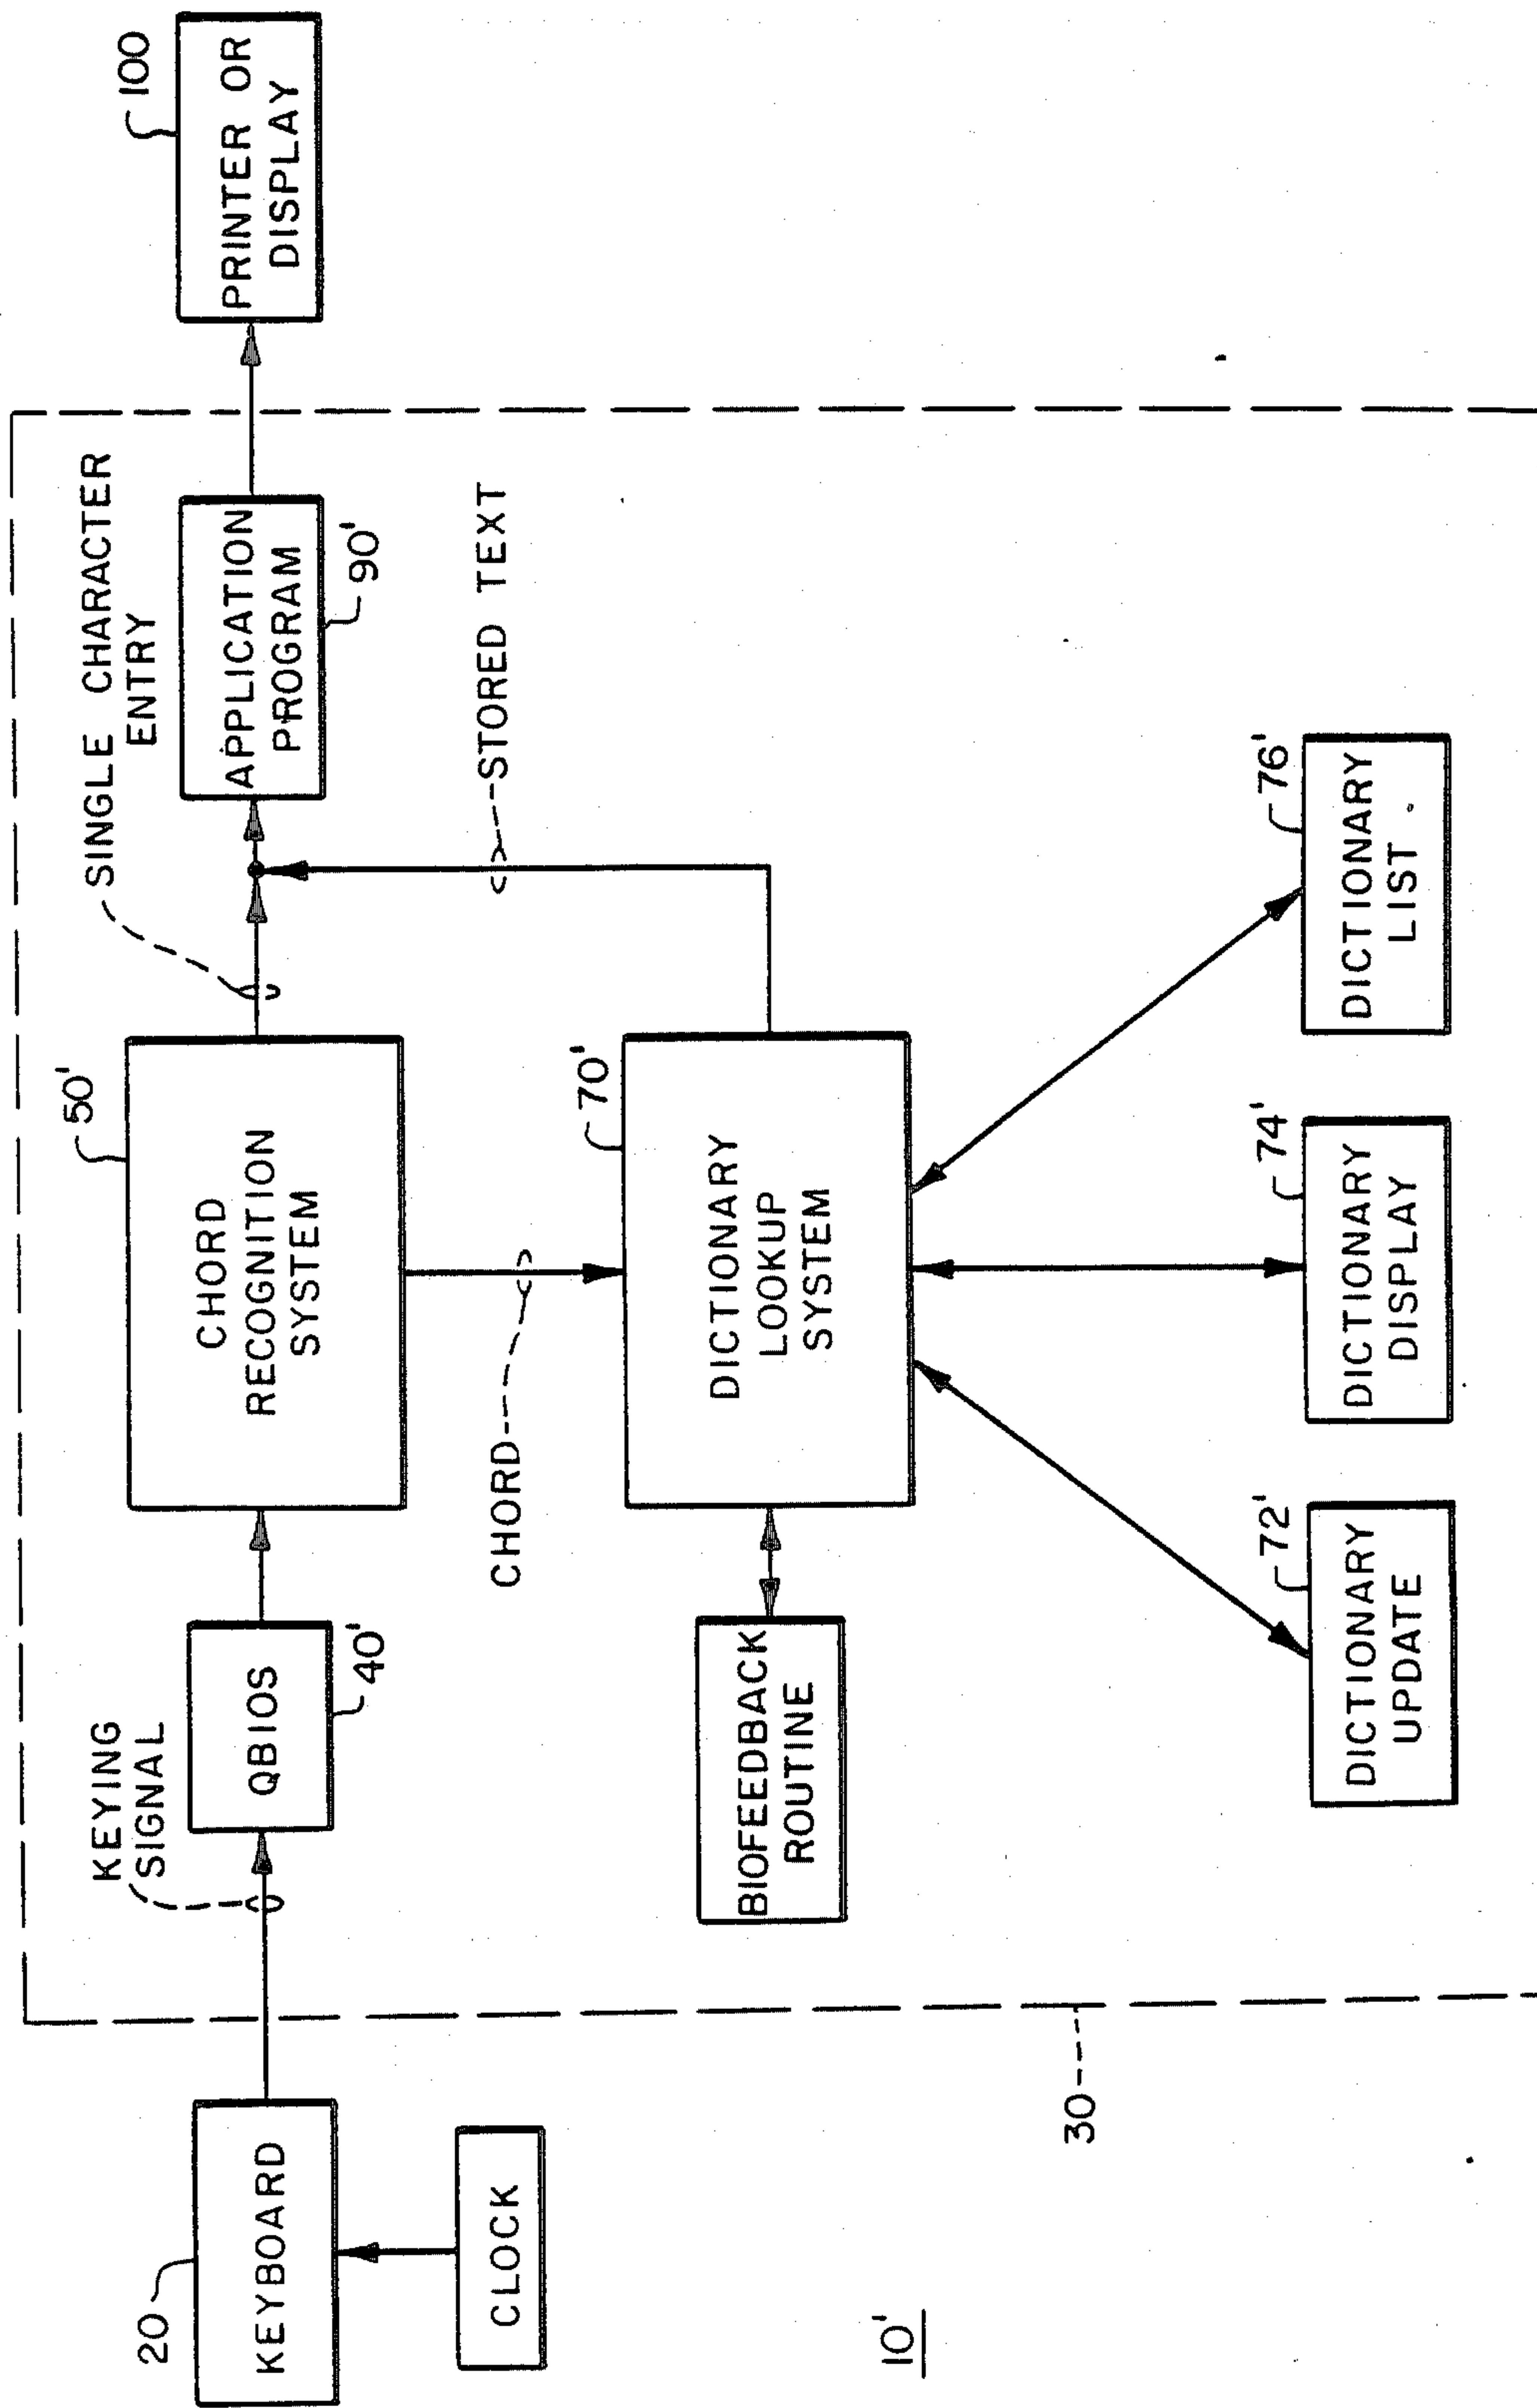 20
KEYBOARD
CLOCK
10'
KEYING
SIGNAL
QBIOS
40'
50'
CHORD
RECOGNITION
SYSTEM
SINGLE CHARACTER
ENTRY
APPLICATION
PROGRAM
90'
100
PRINTER OR
DISPLAY
CHORD
STORED TEXT
70'
DICTIONARY
LOOKUP
SYSTEM
BIOFEEDBACK
ROUTINE
30
72'
DICTIONARY
UPDATE
74'
DICTIONARY
DISPLAY
76'
DICTIONARY
LIST